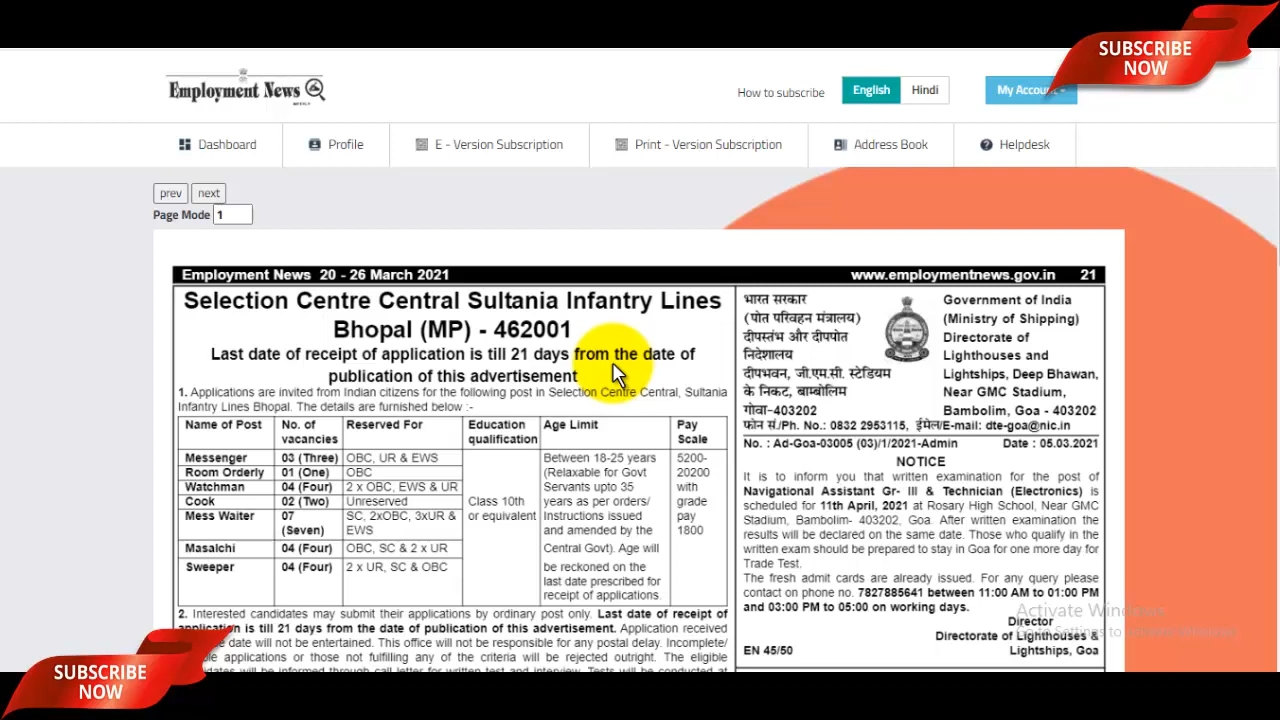 SUBSCRIBE
NOW
Employment News
WEEKLY
How to subscribe
English
Hindi
My Account
Dashboard
Profile
E - Version Subscription
Print - Version Subscription
Address Book
Helpdesk
prev
next
Page Mode 1
Employment News 20 - 26 March 2021
www.employmentnews.gov.in 21
Selection Centre Central Sultania Infantry Lines
Bhopal (MP) - 462001
Last date of receipt of application is till 21 days from the date of
publication of this advertisement
1. Applications are invited from Indian citizens for the following post in Selection Centre Central, Sultania
Infantry Lines Bhopal. The details are furnished below :-
Name of Post No. of vacancies Reserved For Education qualification Age Limit Pay Scale
Messenger 03 (Three) OBC, UR & EWS
Room Orderly 01 (One) OBC
Watchman 04 (Four) 2 x OBC, EWS & UR
Cook 02 (Two) Unreserved
Mess Waiter 07 (Seven) SC, 2xOBC, 3xUR & EWS
Masalchi 04 (Four) OBC, SC & 2 x UR
Sweeper 04 (Four) 2 x UR, SC & OBC
Class 10th
or equivalent
Between 18-25 years
(Relaxable for Govt
Servants upto 35
years as per orders/
Instructions issued
and amended by the
Central Govt). Age will
be reckoned on the
last date prescribed for
receipt of applications.
5200-
20200
with
grade
pay
1800
2. Interested candidates may submit their applications by ordinary post only. Last date of receipt of
application is till 21 days from the date of publication of this advertisement. Application received
date will not be entertained. This office will not be responsible for any postal delay. Incomplete/
applications or those not fulfilling any of the criteria will be rejected outright. The eligible
will be informed through call letter for written test and interview. Tests will be conducted at
भारत सरकार
(पोत परिवहन मंत्रालय)
दीपस्तंभ और दीपपोत
निदेशालय
दीपभवन, जी.एम.सी. स्टेडियम
के निकट, बाम्बोलिम
गोवा-403202
Government of India
(Ministry of Shipping)
Directorate of
Lighthouses and
Lightships, Deep Bhawan,
Near GMC Stadium,
Bambolim, Goa - 403202
फोन सं./Ph. No.: 0832 2953115, ईमेल/E-mail: dte-goa@nic.in
No. : Ad-Goa-03005 (03)/1/2021-Admin Date : 05.03.2021
NOTICE
It is to inform you that written examination for the post of
Navigational Assistant Gr- III & Technician (Electronics) is
scheduled for 11th April, 2021 at Rosary High School, Near GMC
Stadium, Bambolim- 403202, Goa. After written examination the
results will be declared on the same date. Those who qualify in the
written exam should be prepared to stay in Goa for one more day for
Trade Test.
The fresh admit cards are already issued. For any query please
contact on phone no. 7827885641 between 11:00 AM to 01:00 PM
and 03:00 PM to 05:00 on working days.
Director
Directorate of Lighthouses &
EN 45/50 Lightships, Goa
Activate Windows
SUBSCRIBE
NOW